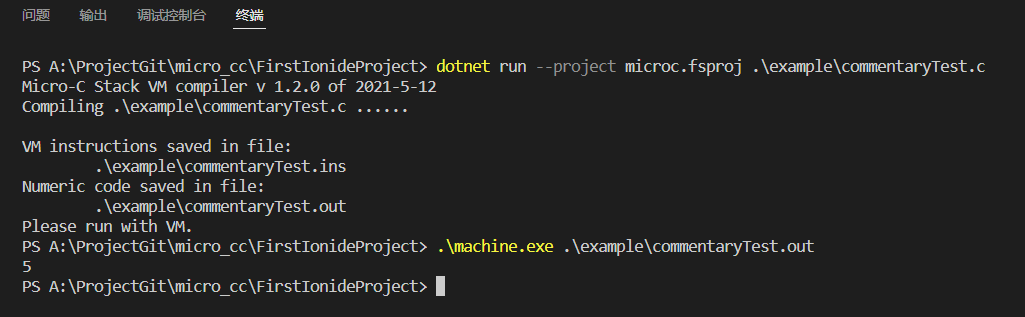 问题 输出 调试控制台 终端
PS A:\ProjectGit\micro_cc\FirstIonideProject> dotnet run --project microc.fsproj .\example\commentaryTest.c
Micro-C Stack VM compiler v 1.2.0 of 2021-5-12
Compiling .\example\commentaryTest.c ......
VM instructions saved in file:
.\example\commentaryTest.ins
Numeric code saved in file:
.\example\commentaryTest.out
Please run with VM.
PS A:\ProjectGit\micro_cc\FirstIonideProject> .\machine.exe .\example\commentaryTest.out
5
PS A:\ProjectGit\micro_cc\FirstIonideProject>